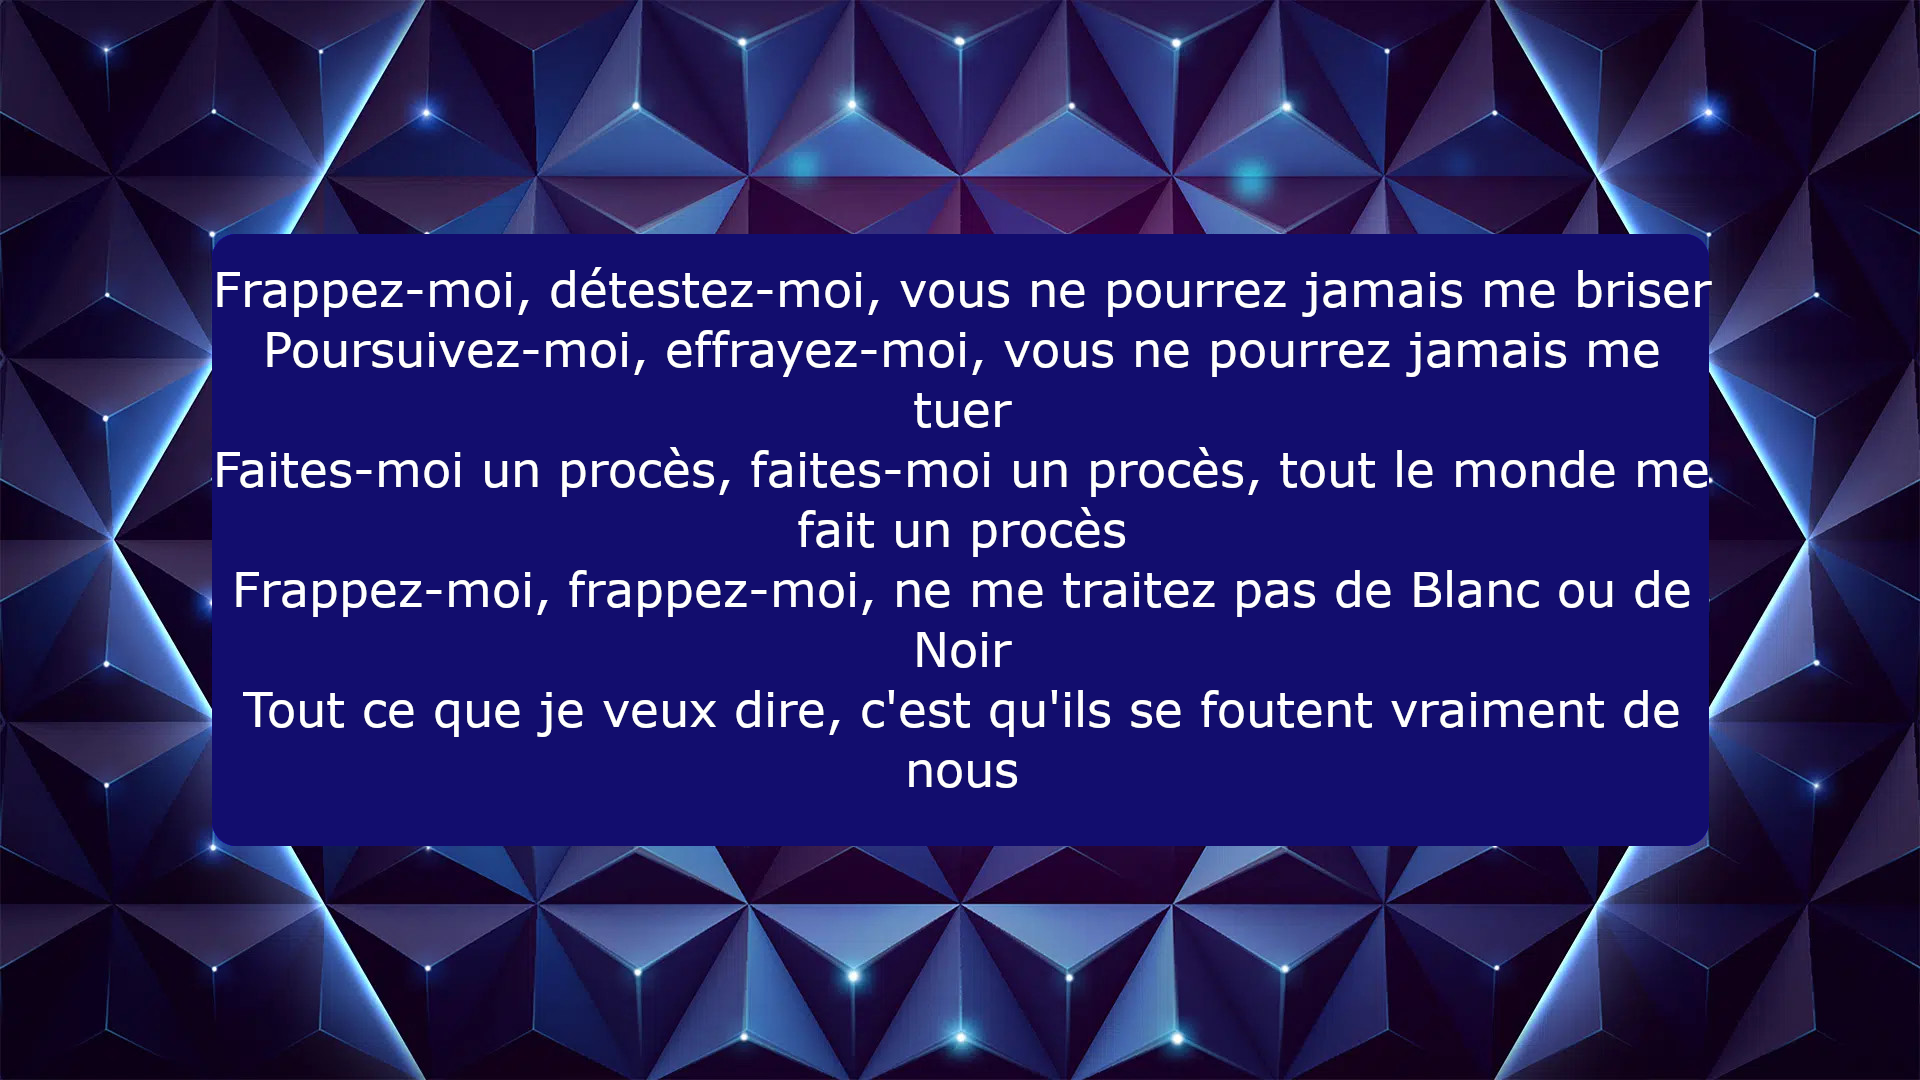 Frappez-moi, détestez-moi, vous ne pourrez jamais me briser
Poursuivez-moi, effrayez-moi, vous ne pourrez jamais me
tuer
Faites-moi un procès, faites-moi un procès, tout le monde me
fait un procès
Frappez-moi, frappez-moi, ne me traitez pas de Blanc ou de
Noir
Tout ce que je veux dire, c'est qu'ils se foutent vraiment de
nous